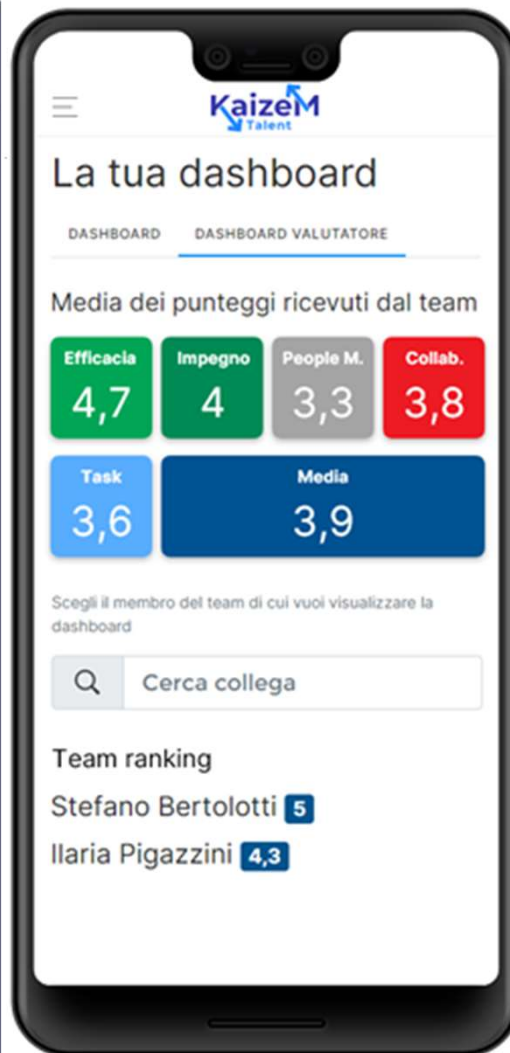 KaizeM
Talent
La tua dashboard
DASHBOARD DASHBOARD VALUTATORE
Media dei punteggi ricevuti dal team
Efficacia Impegno People M. Collab.
4,7 4 3,3 3,8
Task Media
3,6 3,9
Scegli il membro del team di cui vuoi visualizzare la
dashboard
Cerca collega
Team ranking
Stefano Bertolotti 5
Ilaria Pigazzini 4,3